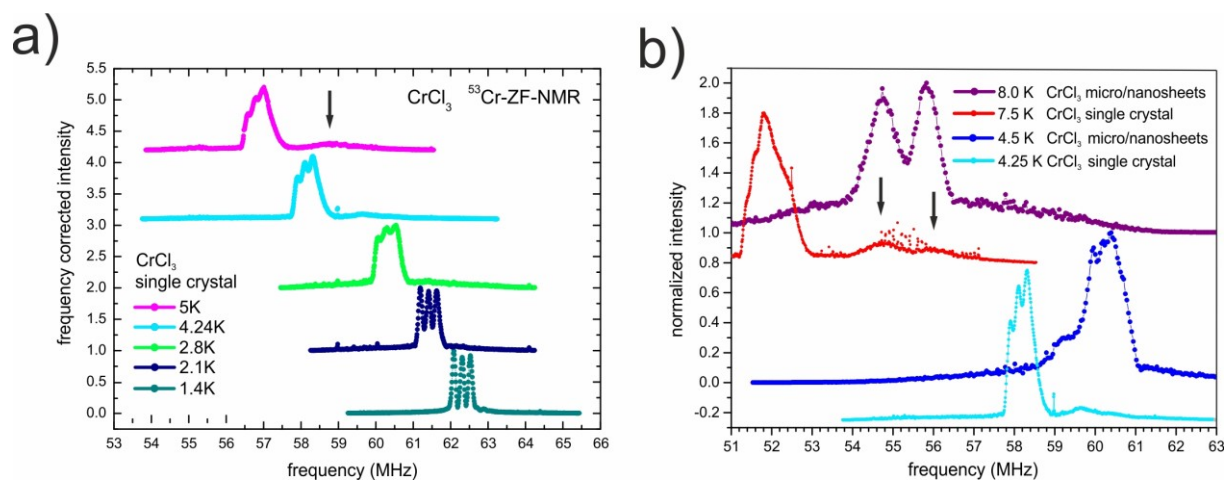 a)
CrCl3 53Cr-ZF-NMR
frequency corrected intensity
5.5
5.0
4.5
4.0
3.5
3.0
2.5
2.0
1.5
1.0
0.5
0.0
CrCl3
single crystal
5K
4.24K
2.8K
2.1K
1.4K
53 54 55 56 57 58 59 60 61 62 63 64 65 66
frequency (MHz)
b)
normalized intensity
2.0
1.8
1.6
1.4
1.2
1.0
0.8
0.6
0.4
0.2
0.0
-0.2
8.0 K CrCl3 micro/nanosheets
7.5 K CrCl3 single crystal
4.5 K CrCl3 micro/nanosheets
4.25 K CrCl3 single crystal
51 52 53 54 55 56 57 58 59 60 61 62 63
frequency (MHz)